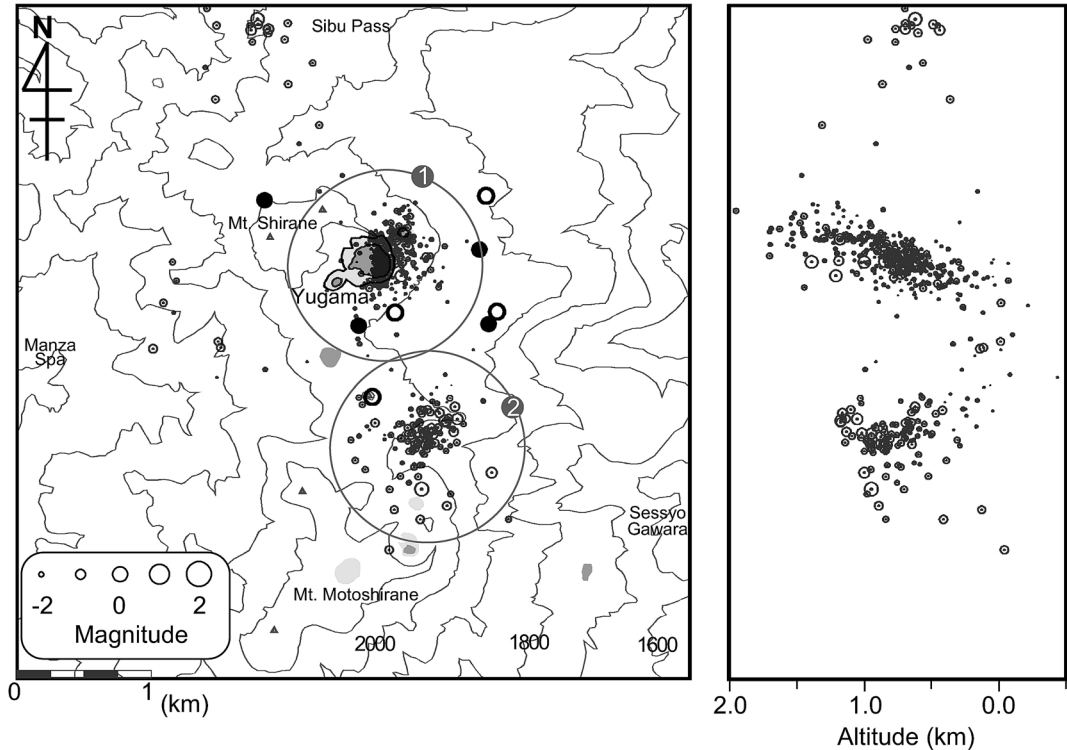 N
Sibu Pass
1
Mt. Shirane
Yugama
Manza
Spa
2
Sessyo
Gawara
Mt. Motoshirane
-2 0 2
Magnitude
2000 1800 1600
0 1
(km)
2.0 1.0 0.0
Altitude (km)